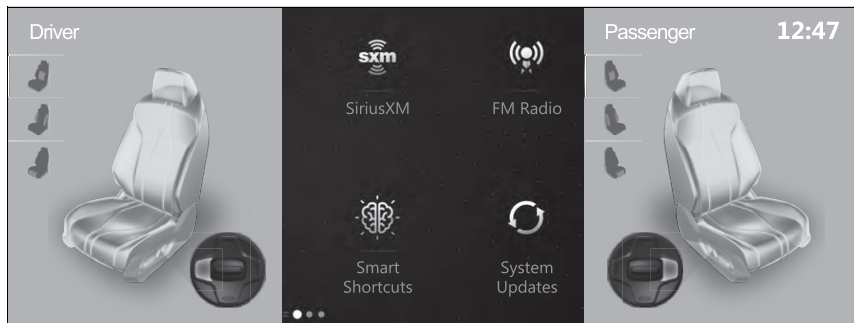 Driver
sxm
SiriusXM
FM Radio
Smart
Shortcuts
System
Updates
Passenger
12:47